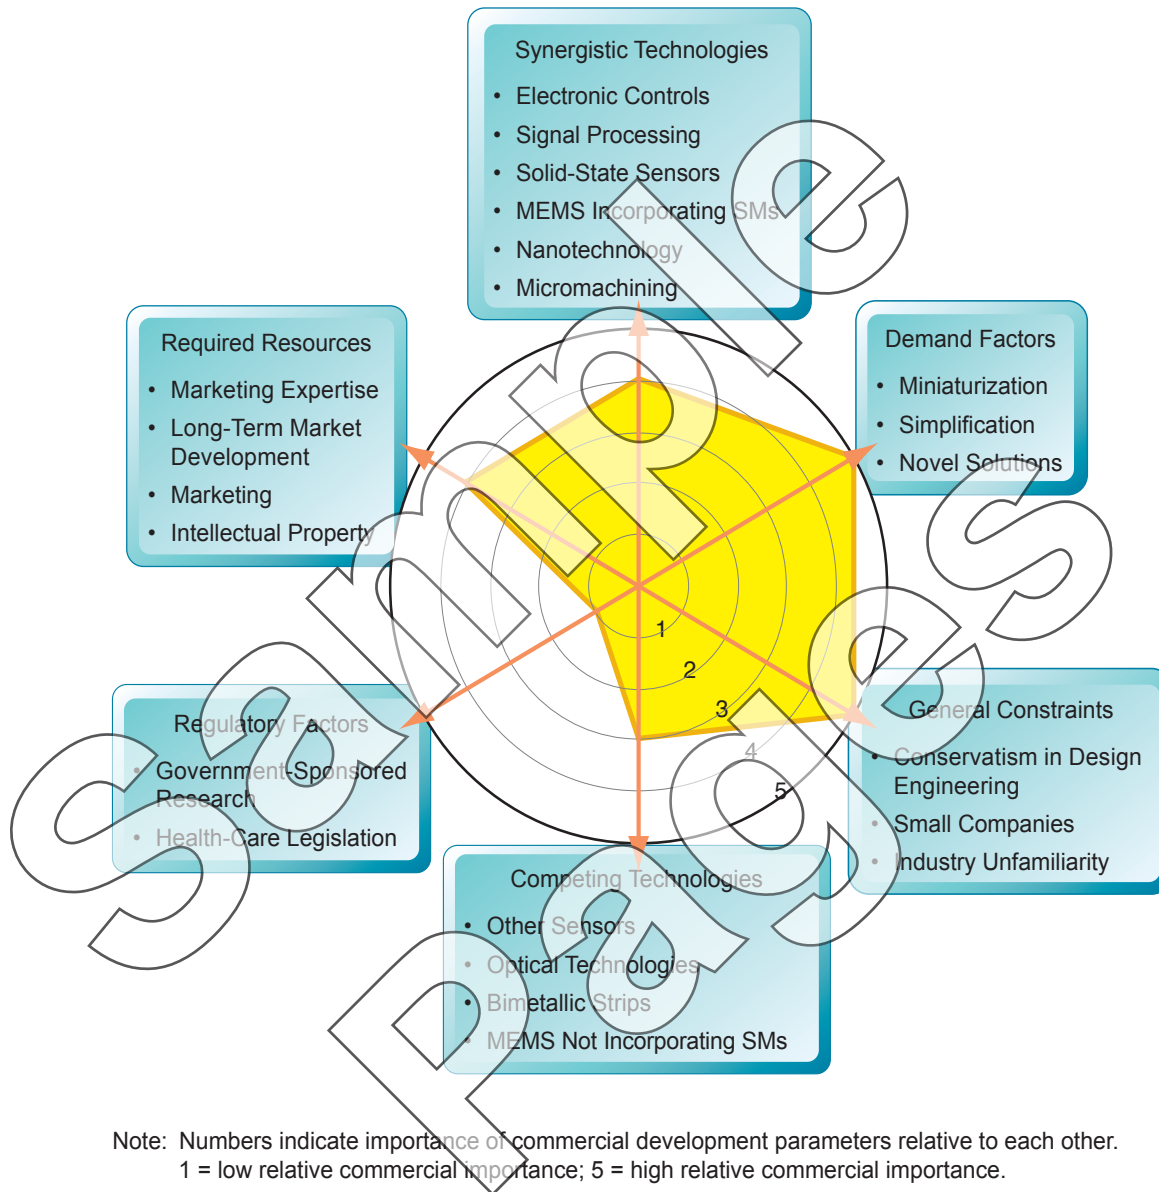 Synergistic Technologies
• Electronic Controls
• Signal Processing
• Solid-State Sensors
• MEMS Incorporating SMs
• Nanotechnology
• Micromachining
Required Resources
• Marketing Expertise
• Long-Term Market
Development
• Marketing
• Intellectual Property
Demand Factors
• Miniaturization
• Simplification
• Novel Solutions
1
2
3
4
5
Regulatory Factors
• Government-Sponsored
Research
• Health-Care Legislation
General Constraints
• Conservatism in Design
Engineering
• Small Companies
• Industry Unfamiliarity
Competing Technologies
• Other Sensors
• Optical Technologies
• Bimetallic Strips
• MEMS Not Incorporating SMs
Note: Numbers indicate importance of commercial development parameters relative to each other.
1 = low relative commercial importance; 5 = high relative commercial importance.
Sample
Pages